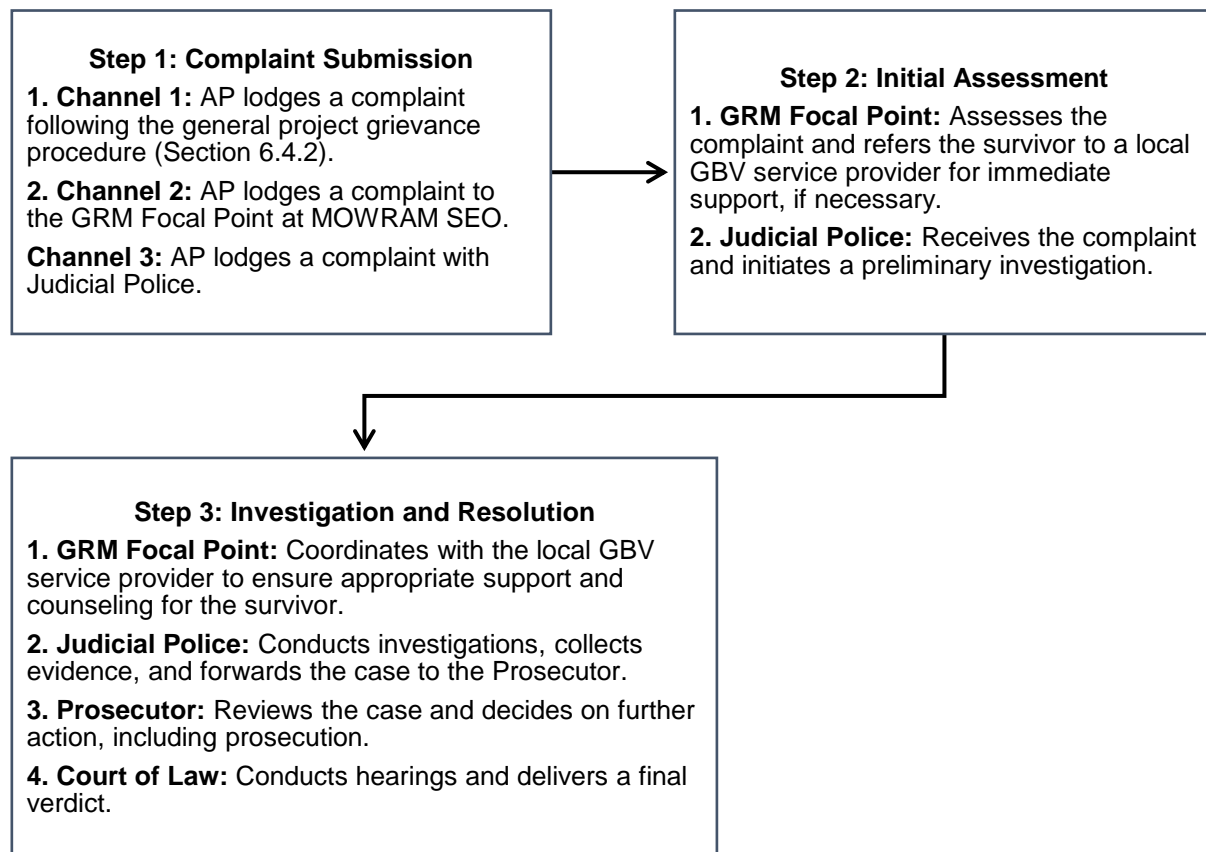 Step 1: Complaint Submission
1. Channel 1: AP lodges a complaint
following the general project grievance
procedure (Section 6.4.2).
2. Channel 2: AP lodges a complaint to
the GRM Focal Point at MOWRAM SEO.
Channel 3: AP lodges a complaint with
Judicial Police.
Step 2: Initial Assessment
1. GRM Focal Point: Assesses the
complaint and refers the survivor to a local
GBV service provider for immediate
support, if necessary.
2. Judicial Police: Receives the complaint
and initiates a preliminary investigation.
Step 3: Investigation and Resolution
1. GRM Focal Point: Coordinates with the local GBV
service provider to ensure appropriate support and
counseling for the survivor.
2. Judicial Police: Conducts investigations, collects
evidence, and forwards the case to the Prosecutor.
3. Prosecutor: Reviews the case and decides on further
action, including prosecution.
4. Court of Law: Conducts hearings and delivers a final
verdict.